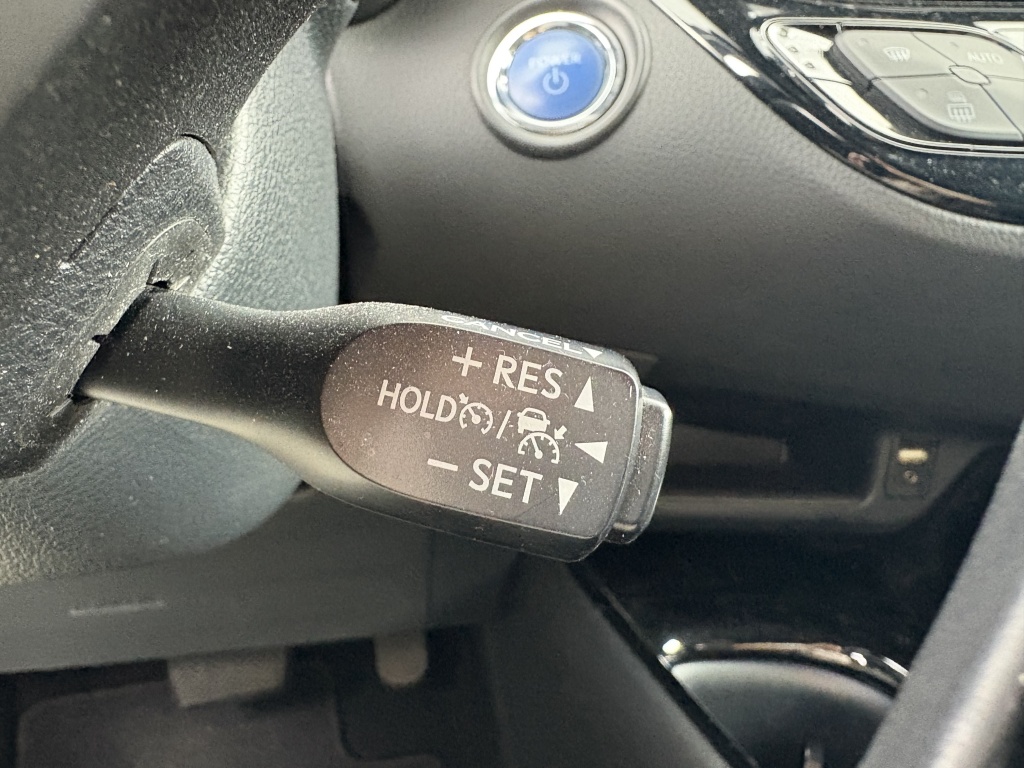 POWER
AUTO
CANCEL
+ RES
HOLD /
− SET